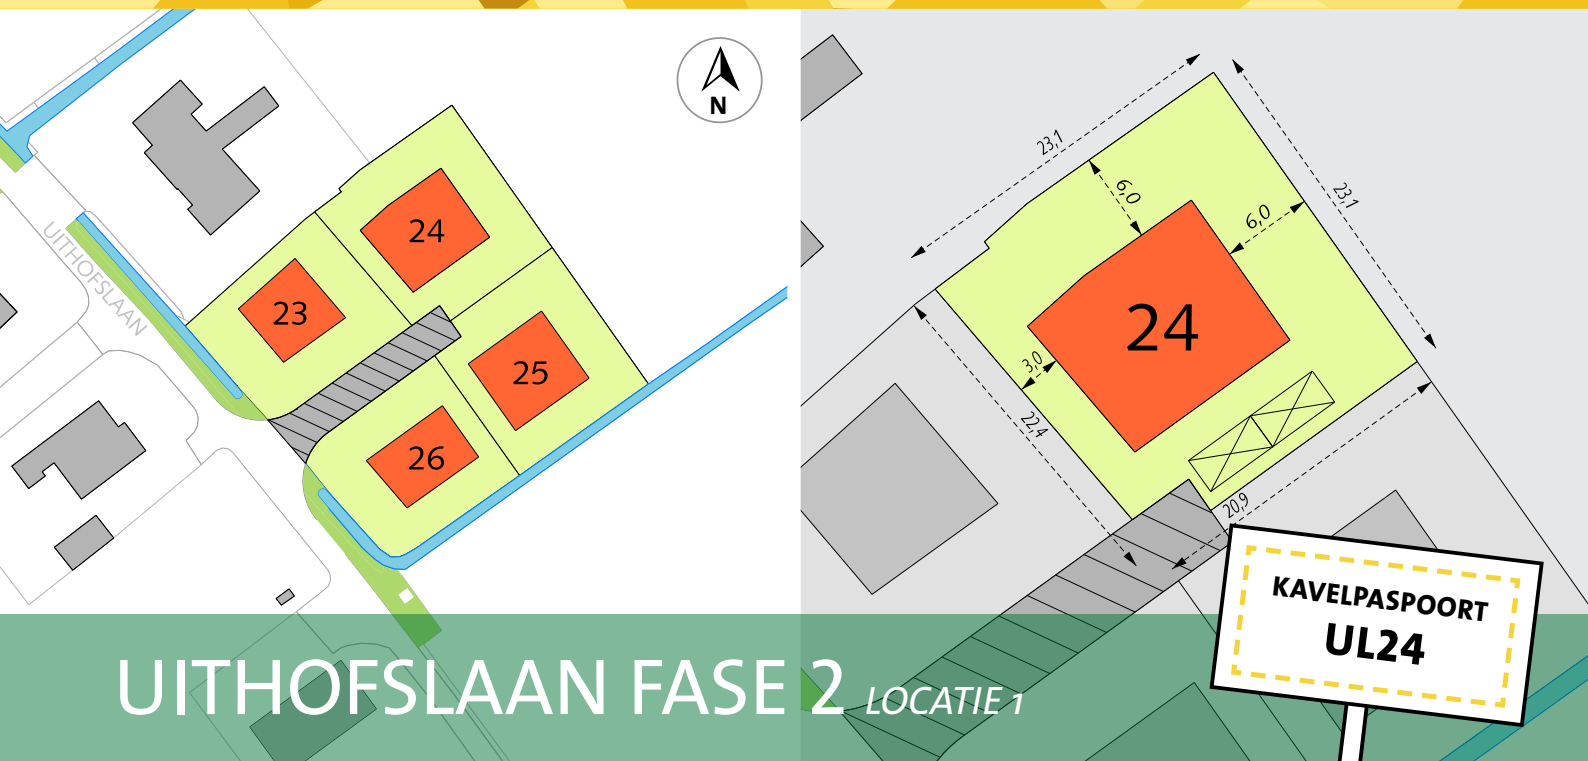 N
UITHOFSLAAN
24
23
25
26
23,1
23,1
6,0
6,0
24
3,0
22,4
20,9
KAVELPASPOORT
UL24
UITHOFSLAAN FASE 2 LOCATIE 1